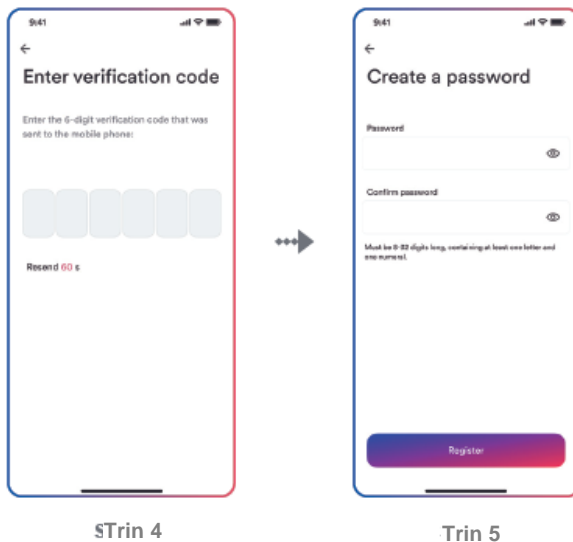 9:41
Enter verification code
Enter the 6-digit verification code that was
sent to the mobile phone:
Resend 60 s
STrin 4
9:41
Create a password
Password
Confirm password
Must be 8-32 digits long, containing at least one letter and
one numeral.
Register
Trin 5